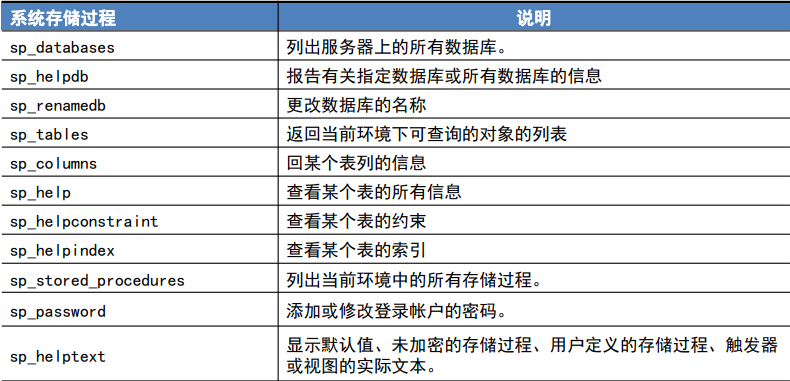 系统存储过程 说明
sp_databases 列出服务器上的所有数据库。
sp_helpdb 报告有关指定数据库或所有数据库的信息
sp_renamedb 更改数据库的名称
sp_tables 返回当前环境下可查询的对象的列表
sp_columns 回某个表列的信息
sp_help 查看某个表的所有信息
sp_helpconstraint 查看某个表的约束
sp_helpindex 查看某个表的索引
sp_stored_procedures 列出当前环境中的所有存储过程。
sp_password 添加或修改登录帐户的密码。
sp_helptext 显示默认值、未加密的存储过程、用户定义的存储过程、触发器
或视图的实际文本。